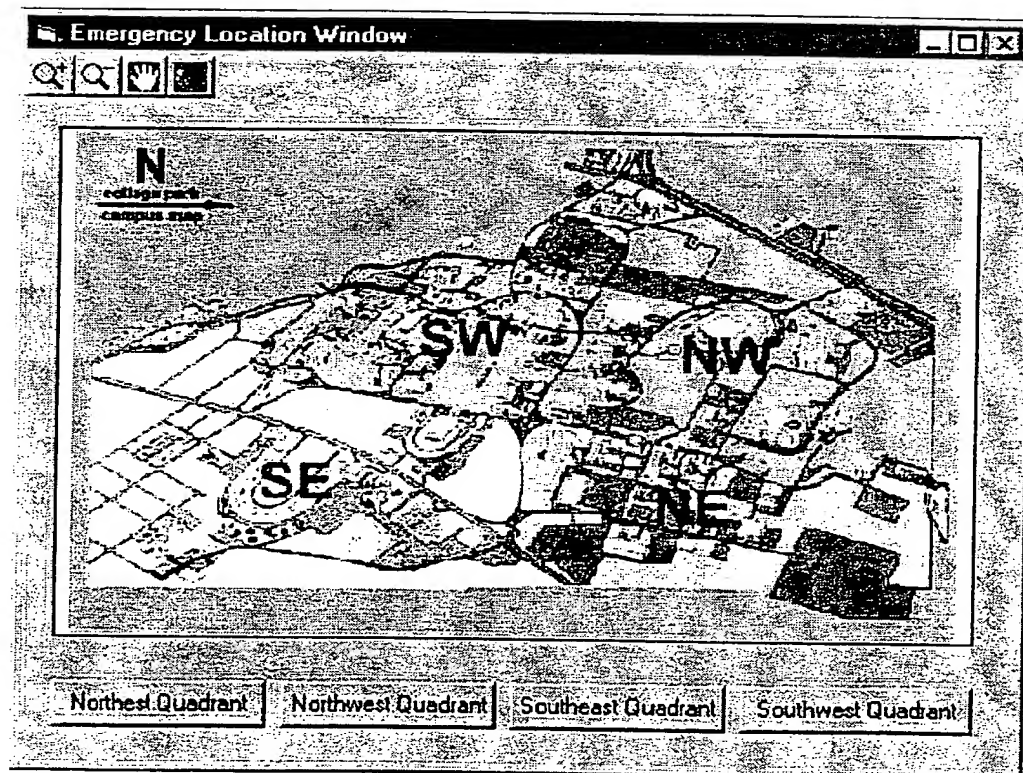 Emergency Location Window
N
college park
campus map
SW
NW
SE
NE
Northest Quadrant
Northwest Quadrant
Southeast Quadrant
Southwest Quadrant